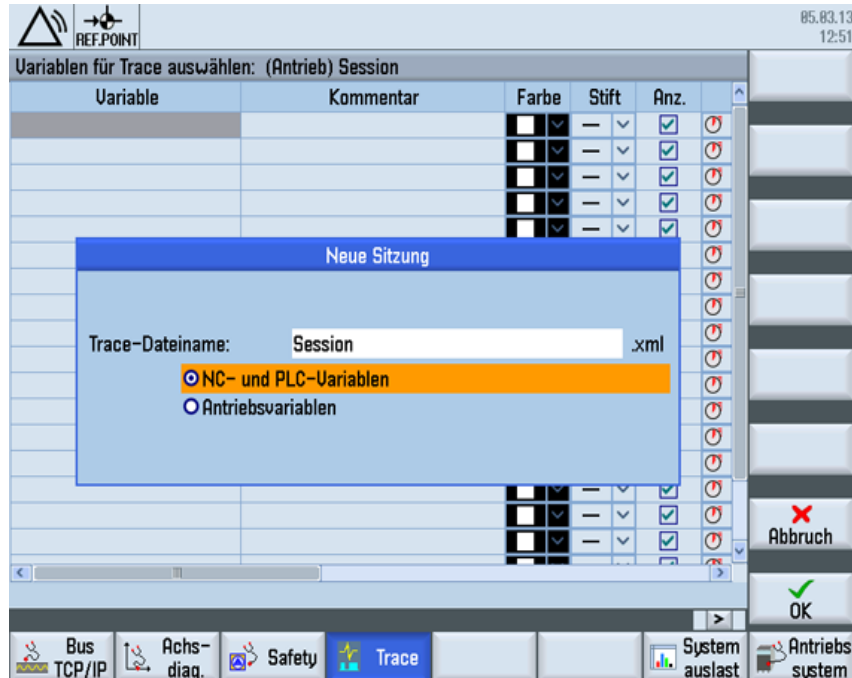 REF.POINT
05.03.13
12:51
Variablen für Trace auswählen: (Antrieb) Session
Variable Kommentar Farbe Stift Anz.
Neue Sitzung
Trace-Dateiname: Session .xml
NC- und PLC-Variablen
Antriebsvariablen
Abbruch
OK
Bus TCP/IP
Achs-
diag.
Safety
Trace
System
auslast
Antriebs
system